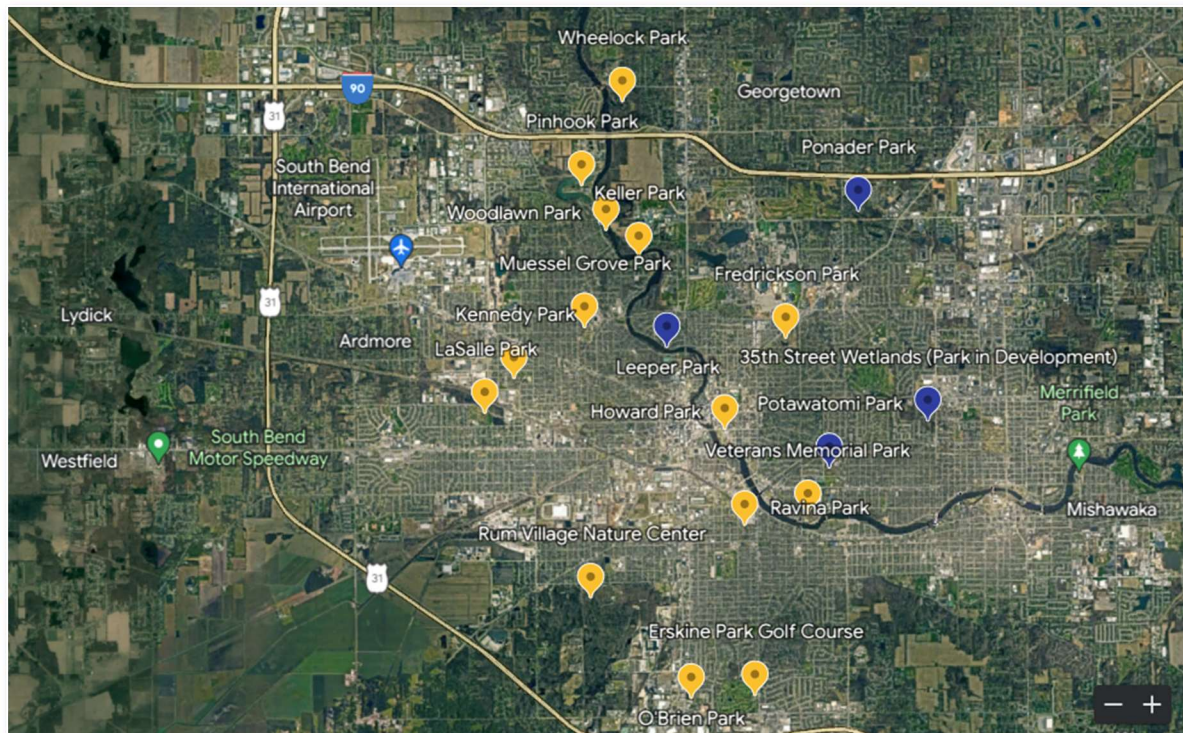 Wheelock Park
90
Georgetown
31
Pinhook Park
Ponader Park
South Bend
International
Airport
Keller Park
Woodlawn Park
Muessel Grove Park
Fredrickson Park
31
Lydick
Kennedy Park
Ardmore
LaSalle Park
35th Street Wetlands (Park in Development)
Leeper Park
Merrifield
Park
Howard Park
Potawatomi Park
South Bend
Motor Speedway
Westfield
Veterans Memorial Park
Ravina Park
Mishawaka
Rum Village Nature Center
31
Erskine Park Golf Course
O'Brien Park
− +